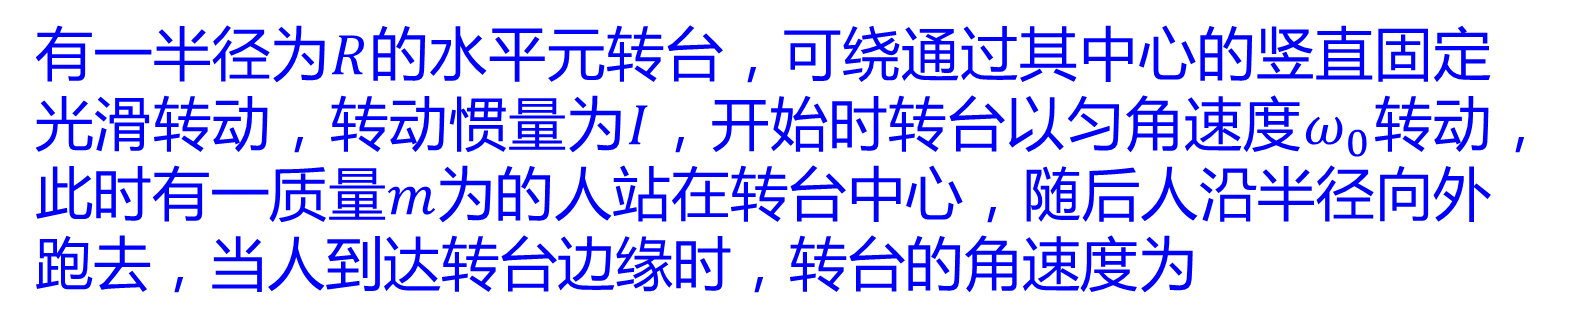 有一半径为R的水平元转台，可绕通过其中心的竖直固定
光滑转动，转动惯量为I，开始时转台以匀角速度ω₀转动，
此时有一质量m为的人站在转台中心，随后人沿半径向外
跑去，当人到达转台边缘时，转台的角速度为